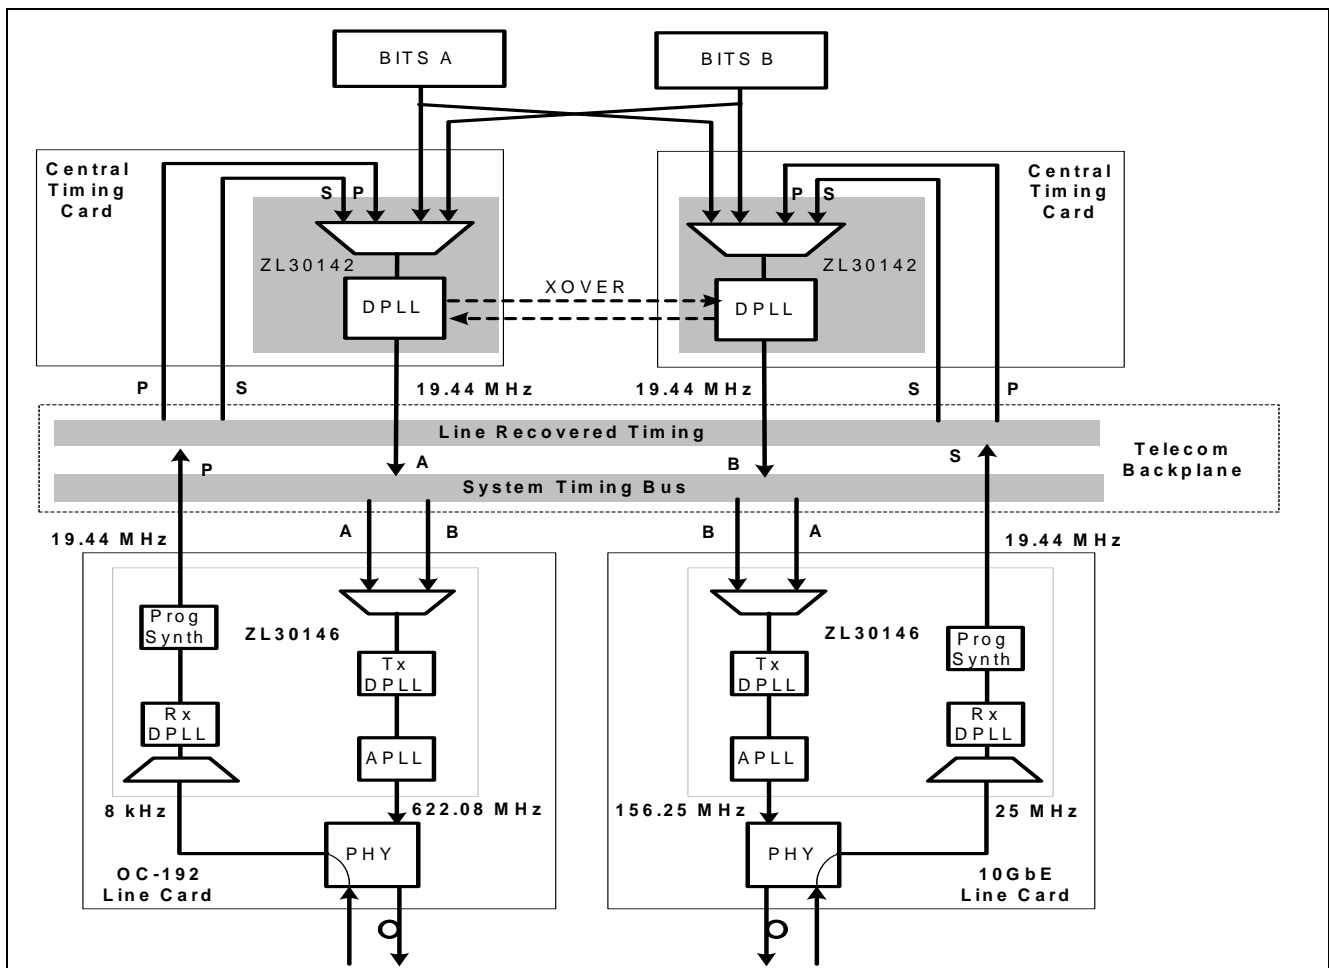 BITS A
BITS B
Central
Timing
Card
S
P
ZL30142
DPLL
XOVER
P
S
ZL30142
DPLL
Central
Timing
Card
P
S
19.44 MHz
19.44 MHz
S
P
Line Recovered Timing
P
A
B
S
System Timing Bus
Telecom
Backplane
19.44 MHz
A
B
B
A
19.44 MHz
Prog
Synth
ZL30146
Tx
DPLL
Rx
DPLL
APLL
8 kHz
622.08 MHz
PHY
OC-192
Line Card
Tx
DPLL
ZL30146
Prog
Synth
Rx
DPLL
APLL
156.25 MHz
25 MHz
PHY
10GbE
Line Card